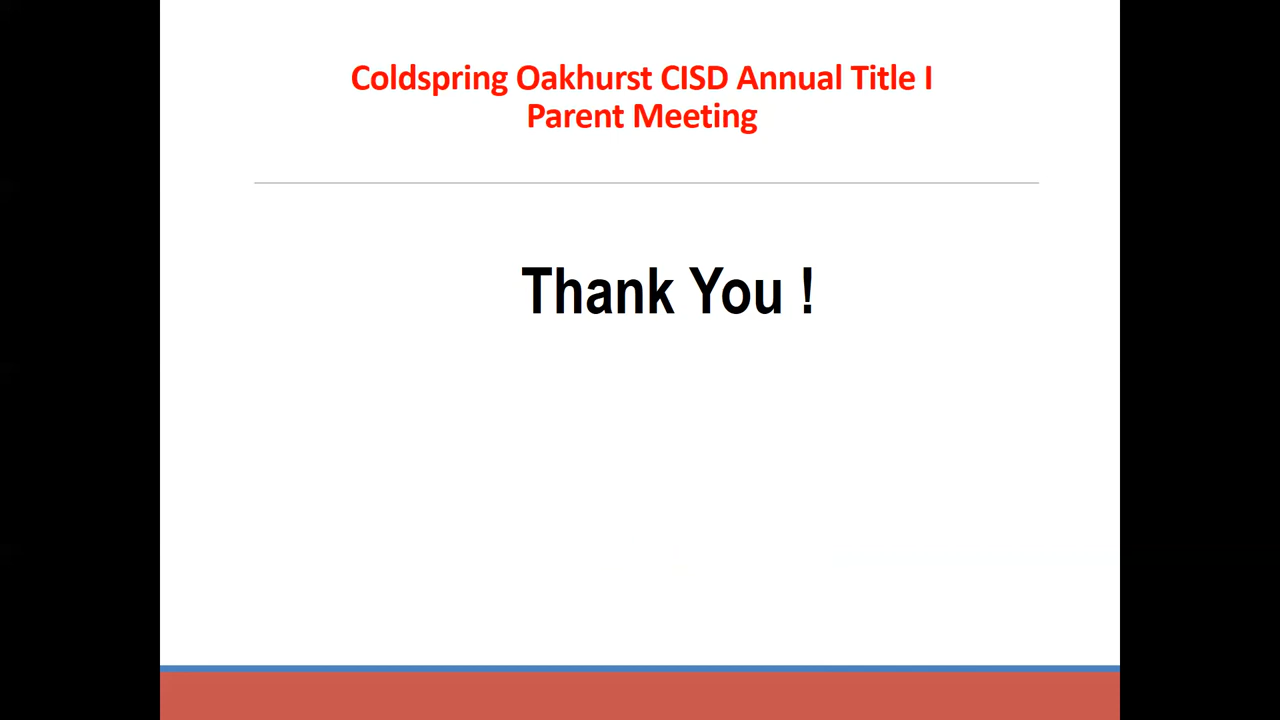 Coldspring Oakhurst CISD Annual Title I
Parent Meeting
Thank You !